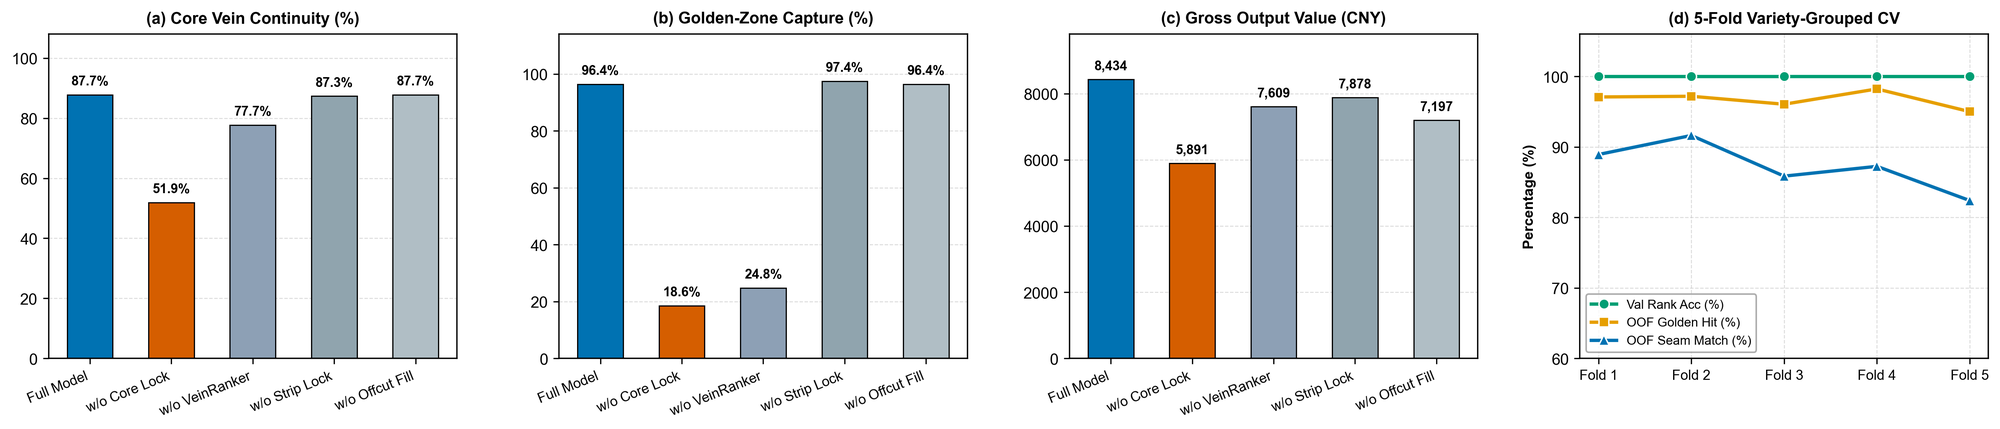 (a) Core Vein Continuity (%)
100
80
60
40
20
0
87.7%
51.9%
77.7%
87.3%
87.7%
Full Model
w/o Core Lock
w/o VeinRanker
w/o Strip Lock
w/o Offcut Fill
(b) Golden-Zone Capture (%)
100
80
60
40
20
0
96.4%
18.6%
24.8%
97.4%
96.4%
Full Model
w/o Core Lock
w/o VeinRanker
w/o Strip Lock
w/o Offcut Fill
(c) Gross Output Value (CNY)
8000
6000
4000
2000
0
8,434
5,891
7,609
7,878
7,197
Full Model
w/o Core Lock
w/o VeinRanker
w/o Strip Lock
w/o Offcut Fill
(d) 5-Fold Variety-Grouped CV
Percentage (%)
100
90
80
70
60
Val Rank Acc (%)
OOF Golden Hit (%)
OOF Seam Match (%)
Fold 1
Fold 2
Fold 3
Fold 4
Fold 5